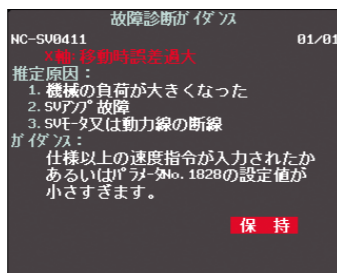 故障診断ガイダンス
NC-SV0411 01/01
X軸:移動時誤差過大
推定原因:
1. 機械の負荷が大きくなった
2. SVアンプ故障
3. SVモータ又は動力線の断線
ガイダンス:
仕様以上の速度指令が入力されたか
あるいはパラメータNo.1828の設定値が
小さすぎます。
保 持